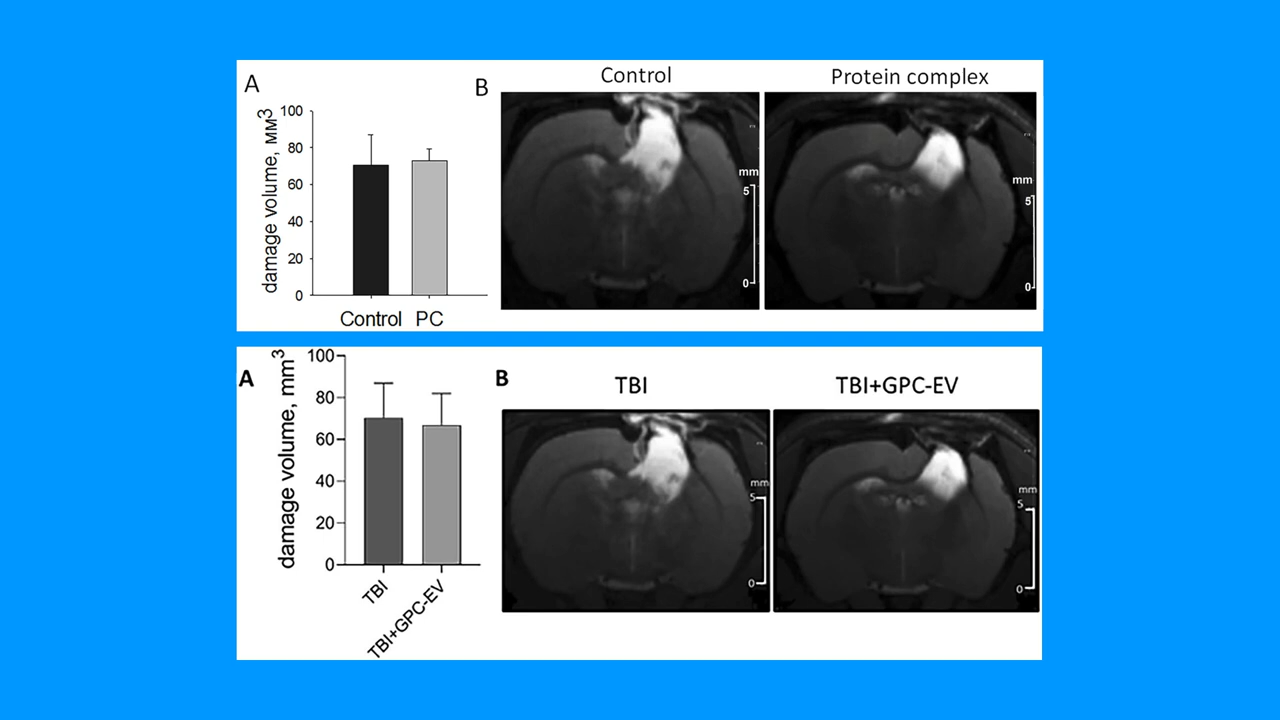 A
B
Control
Protein complex
damage volume, мм3
100
80
60
40
20
0
Control PC
mm
5
0
mm
5
0
A
B
TBI
TBI+GPC-EV
damage volume, mm3
100
80
60
40
20
0
TBI
TBI+GPC-EV
mm
5
0
mm
5
0